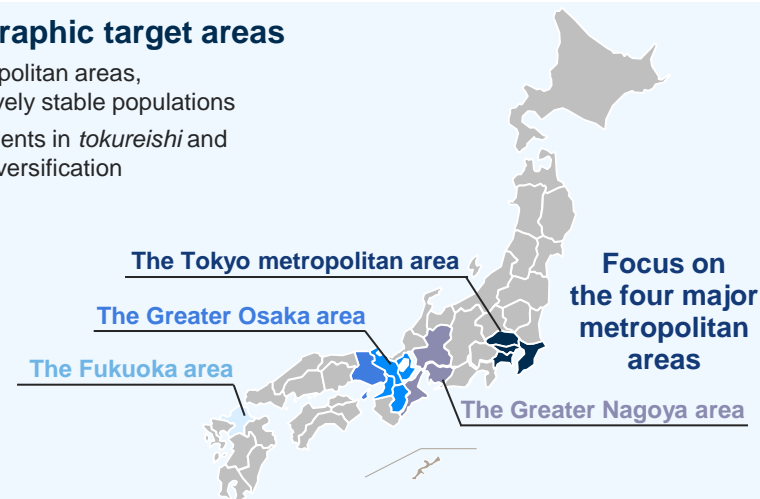 raphic target areas
politan areas,
vely stable populations
ents in tokureishi and
versification
The Tokyo metropolitan area
Focus on
the four major
metropolitan
areas
The Greater Osaka area
The Fukuoka area
The Greater Nagoya area